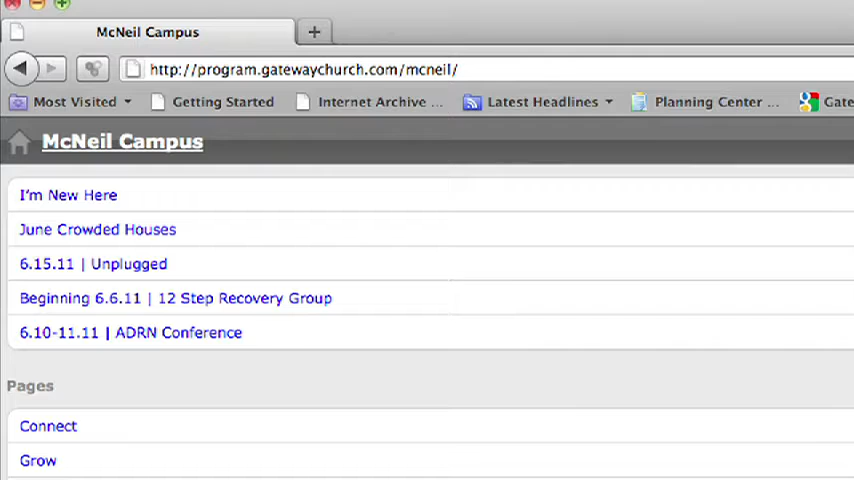 McNeil Campus
http://program.gatewaychurch.com/mcneil/
Most Visited Getting Started Internet Archive ... Latest Headlines Planning Center ... Gate
McNeil Campus
I'm New Here
June Crowded Houses
6.15.11 | Unplugged
Beginning 6.6.11 | 12 Step Recovery Group
6.10-11.11 | ADRN Conference
Pages
Connect
Grow